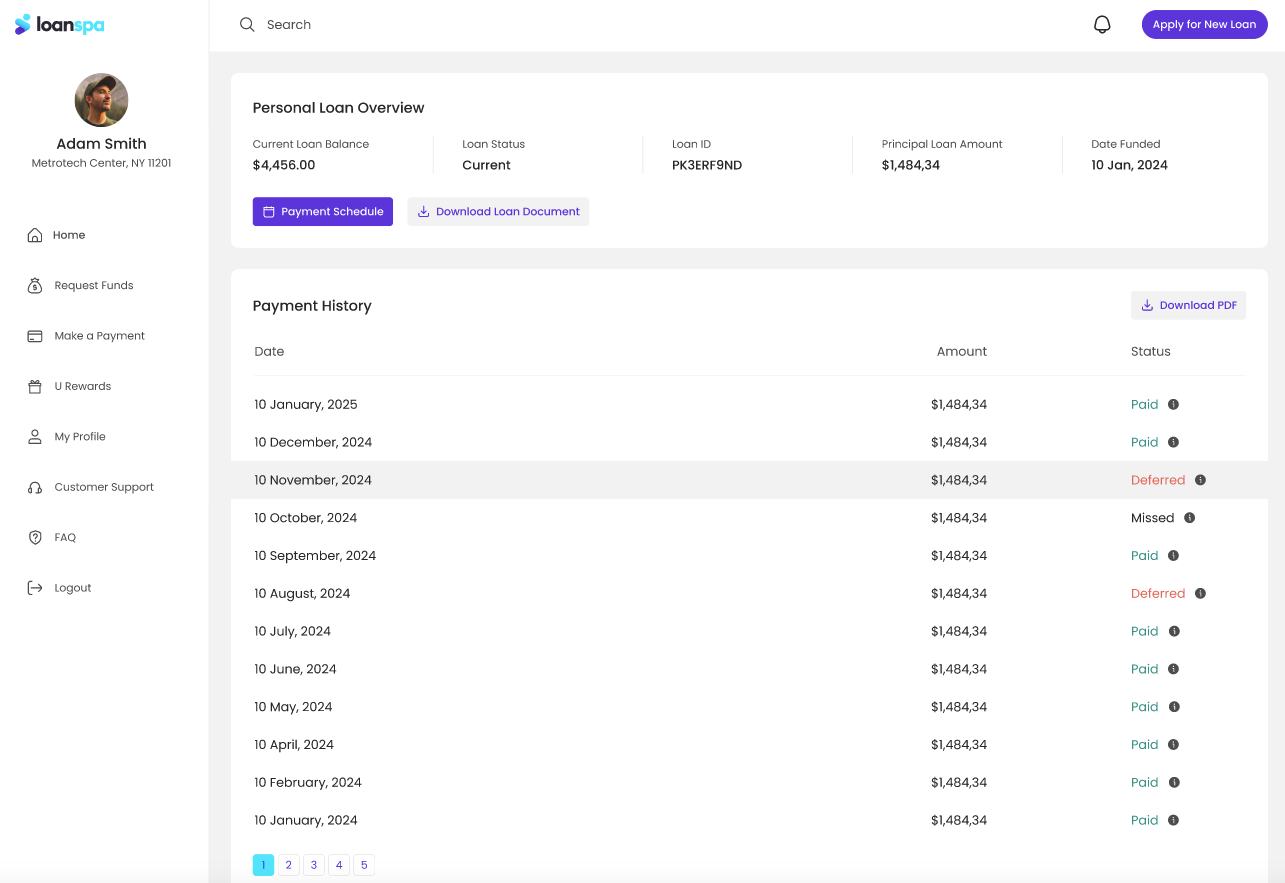 loanspa
Search
Apply for New Loan
Adam Smith
Metrotech Center, NY 11201
Home
Request Funds
Make a Payment
U Rewards
My Profile
Customer Support
FAQ
Logout
Personal Loan Overview
Current Loan Balance
$4,456.00
Loan Status
Current
Loan ID
PK3ERF9ND
Principal Loan Amount
$1,484,34
Date Funded
10 Jan, 2024
Payment Schedule
Download Loan Document
Payment History
Download PDF
Date Amount Status
10 January, 2025 $1,484,34 Paid
10 December, 2024 $1,484,34 Paid
10 November, 2024 $1,484,34 Deferred
10 October, 2024 $1,484,34 Missed
10 September, 2024 $1,484,34 Paid
10 August, 2024 $1,484,34 Deferred
10 July, 2024 $1,484,34 Paid
10 June, 2024 $1,484,34 Paid
10 May, 2024 $1,484,34 Paid
10 April, 2024 $1,484,34 Paid
10 February, 2024 $1,484,34 Paid
10 January, 2024 $1,484,34 Paid
1 2 3 4 5